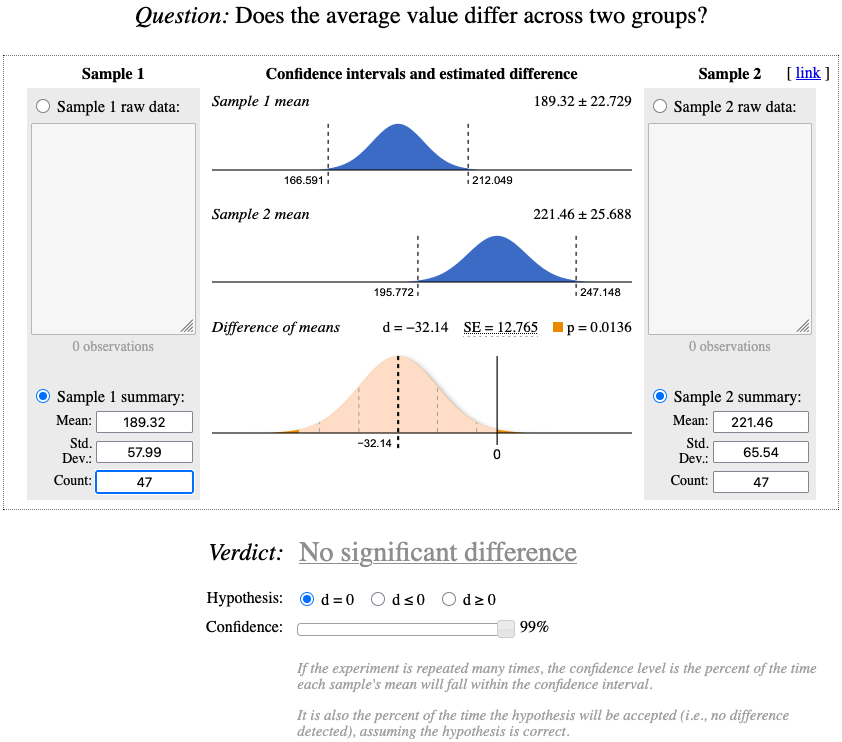 Question: Does the average value differ across two groups?
Sample 1
Confidence intervals and estimated difference
Sample 2 [ link ]
Sample 1 raw data:
0 observations
Sample 1 summary:
Mean: 189.32
Std. Dev.: 57.99
Count: 47
Sample 1 mean 189.32 ± 22.729
166.591 212.049
Sample 2 mean 221.46 ± 25.688
195.772 247.148
Difference of means d = −32.14 SE = 12.765 p = 0.0136
−32.14
0
Sample 2 raw data:
0 observations
Sample 2 summary:
Mean: 221.46
Std. Dev.: 65.54
Count: 47
Verdict: No significant difference
Hypothesis: d = 0 d ≤ 0 d ≥ 0
Confidence: 99%
If the experiment is repeated many times, the confidence level is the percent of the time
each sample's mean will fall within the confidence interval.
It is also the percent of the time the hypothesis will be accepted (i.e., no difference
detected), assuming the hypothesis is correct.